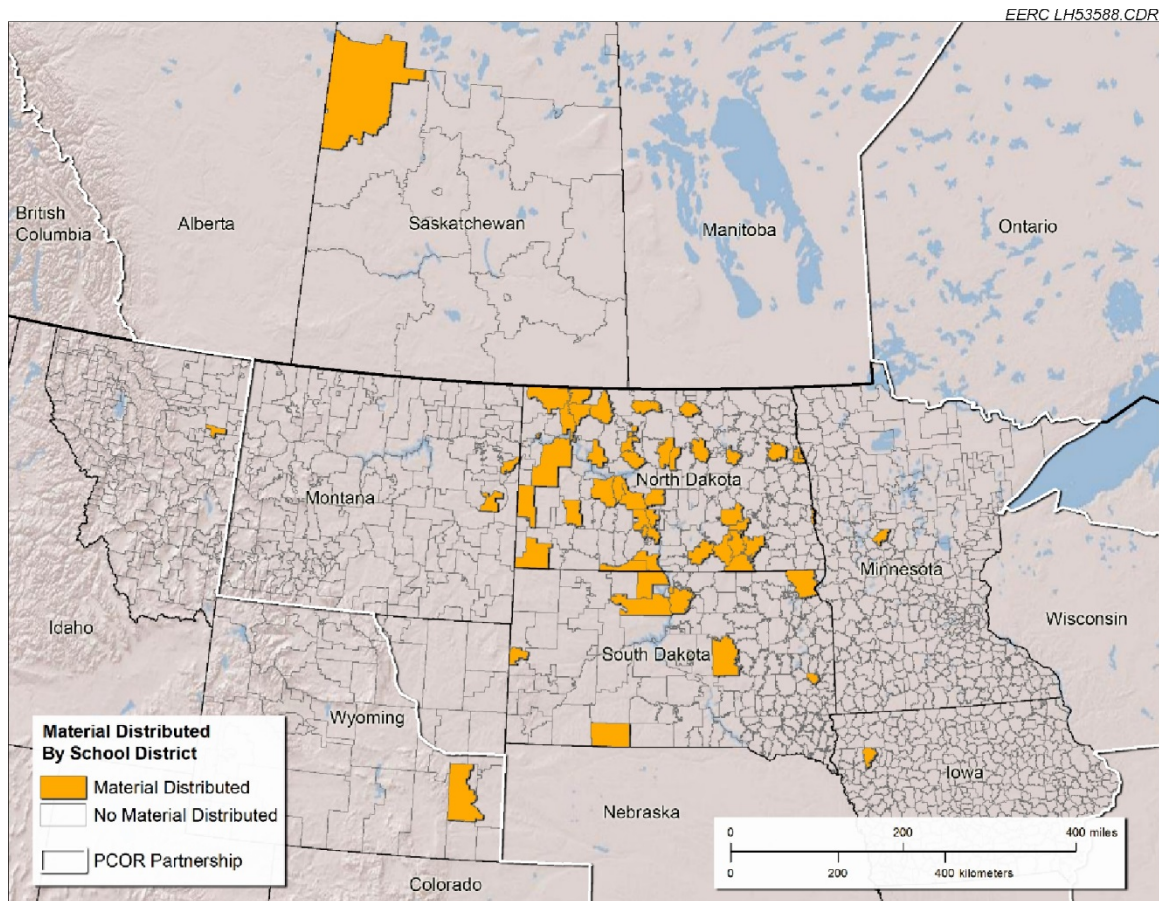 EERC LH53588.CDR
British
Columbia
Alberta
Saskatchewan
Manitoba
Ontario
Montana
North Dakota
Minnesota
Idaho
Wisconsin
South Dakota
Wyoming
Iowa
Nebraska
Colorado
Material Distributed
By School District
Material Distributed
No Material Distributed
PCOR Partnership
0 200 400 miles
0 200 400 kilometers